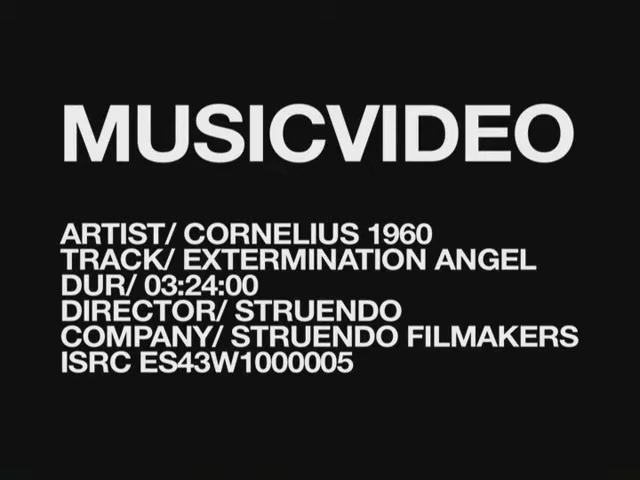 MUSICVIDEO
ARTIST/ CORNELIUS 1960
TRACK/ EXTERMINATION ANGEL
DUR/ 03:24:00
DIRECTOR/ STRUENDO
COMPANY/ STRUENDO FILMAKERS
ISRC ES43W1000005